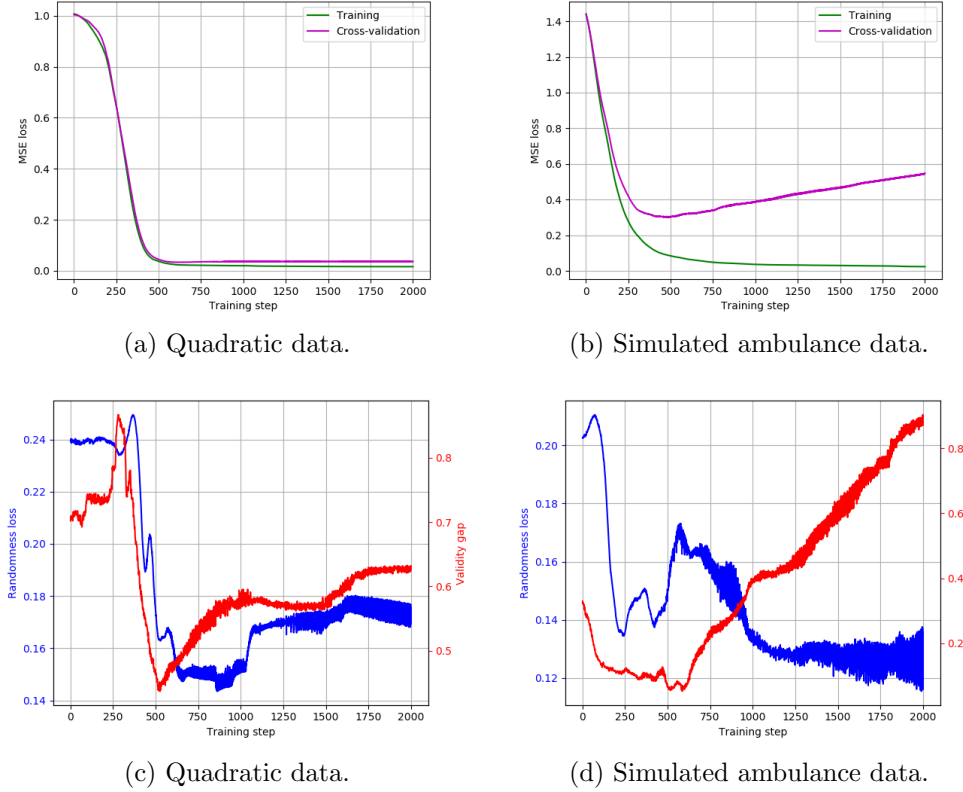 1.0
0.8
0.6
0.4
0.2
0.0
MSE loss
Training
Cross-validation
0 250 500 750 1000 1250 1500 1750 2000
Training step
(a) Quadratic data.
1.4
1.2
1.0
0.8
0.6
0.4
0.2
0.0
MSE loss
Training
Cross-validation
0 250 500 750 1000 1250 1500 1750 2000
Training step
(b) Simulated ambulance data.
0.24
0.22
0.20
0.18
0.16
0.14
Randomness loss
0.8
0.7
0.6
0.5
Validity gap
0 250 500 750 1000 1250 1500 1750 2000
Training step
(c) Quadratic data.
0.20
0.18
0.16
0.14
0.12
Randomness loss
0.8
0.6
0.4
0.2
0 250 500 750 1000 1250 1500 1750 2000
Training step
(d) Simulated ambulance data.